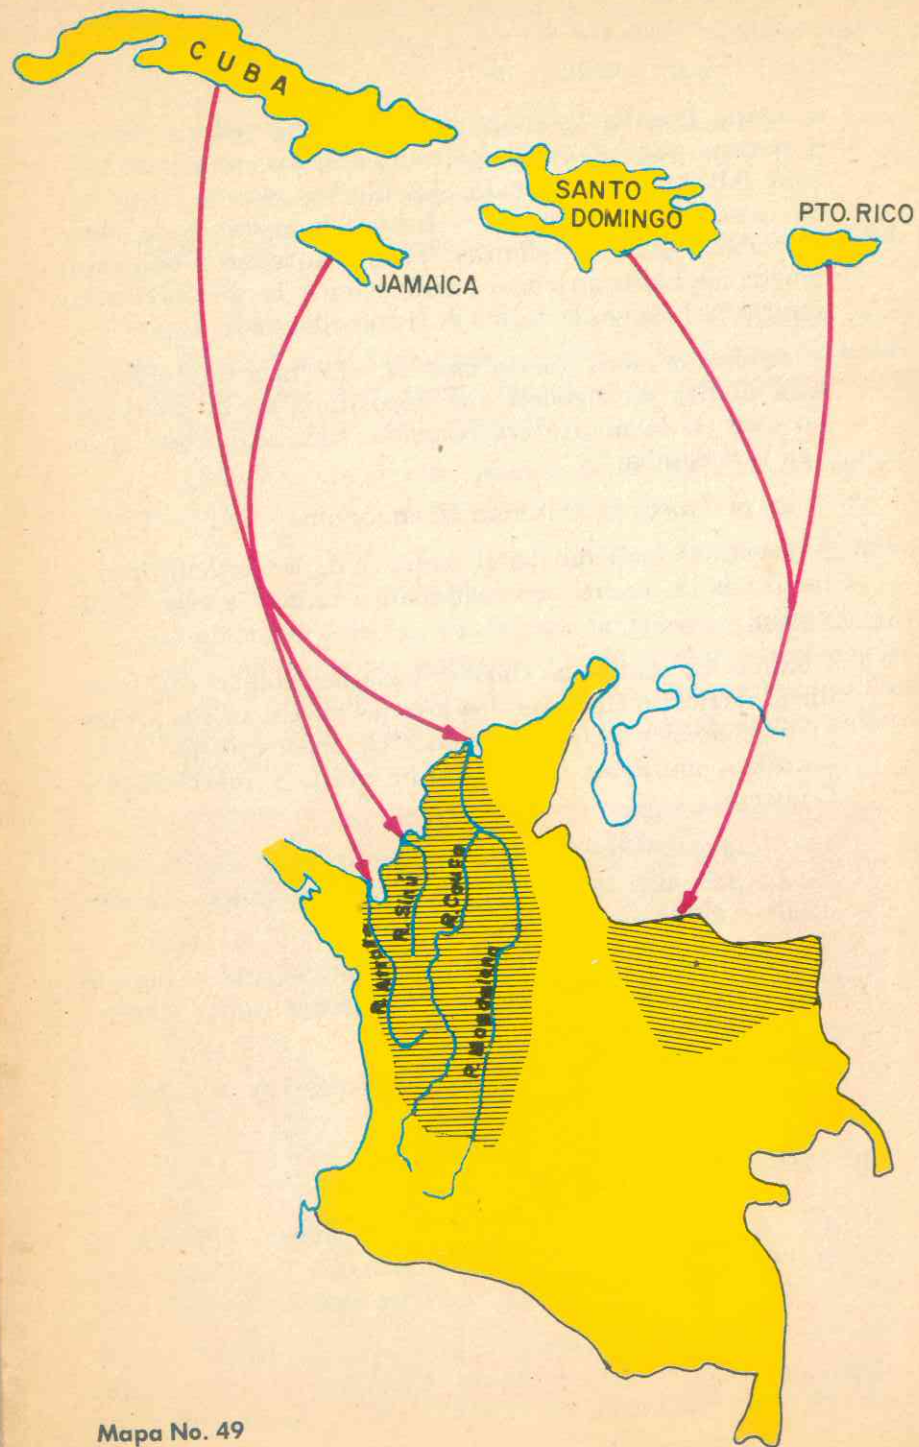 CUBA
SANTO
DOMINGO
PTO. RICO
JAMAICA
R. Sinú
R. Cauca
R. Atrato
R. Magdalena
Mapa No. 49